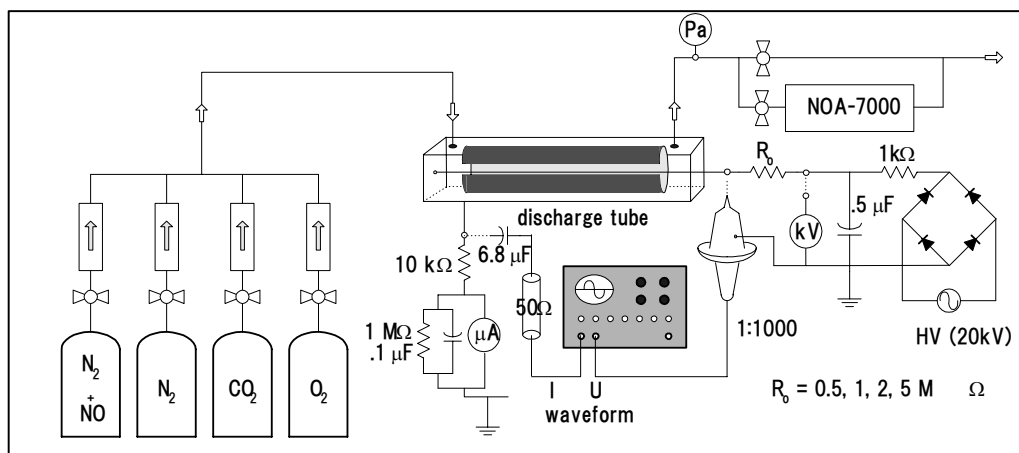 Pa
NOA-7000
R₀
1kΩ
.5 μF
kV
discharge tube
6.8 μF
10 kΩ
50Ω
1 MΩ
.1 μF
μA
1:1000
HV (20kV)
N₂
+
NO
N₂
CO₂
O₂
I U
waveform
R₀ = 0.5, 1, 2, 5 M Ω